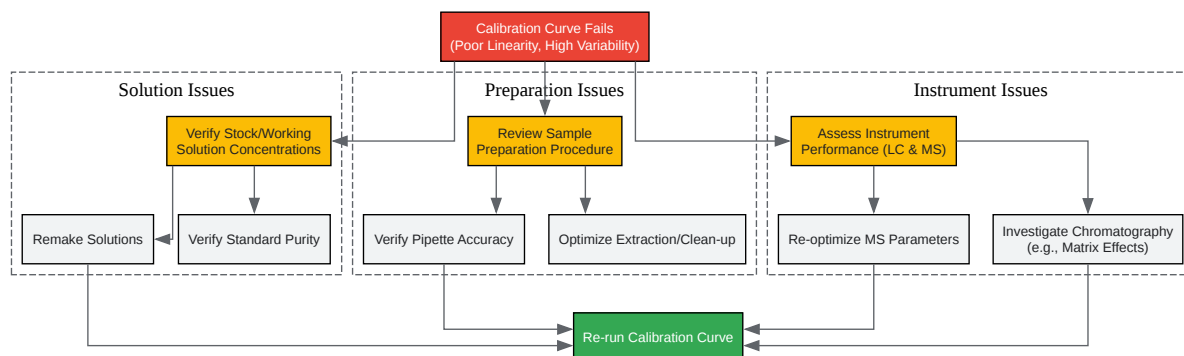 Calibration Curve Fails
(Poor Linearity, High Variability)
Solution Issues
Preparation Issues
Instrument Issues
Verify Stock/Working
Solution Concentrations
Review Sample
Preparation Procedure
Assess Instrument
Performance (LC & MS)
Remake Solutions
Verify Standard Purity
Verify Pipette Accuracy
Optimize Extraction/Clean-up
Re-optimize MS Parameters
Investigate Chromatography
(e.g., Matrix Effects)
Re-run Calibration Curve